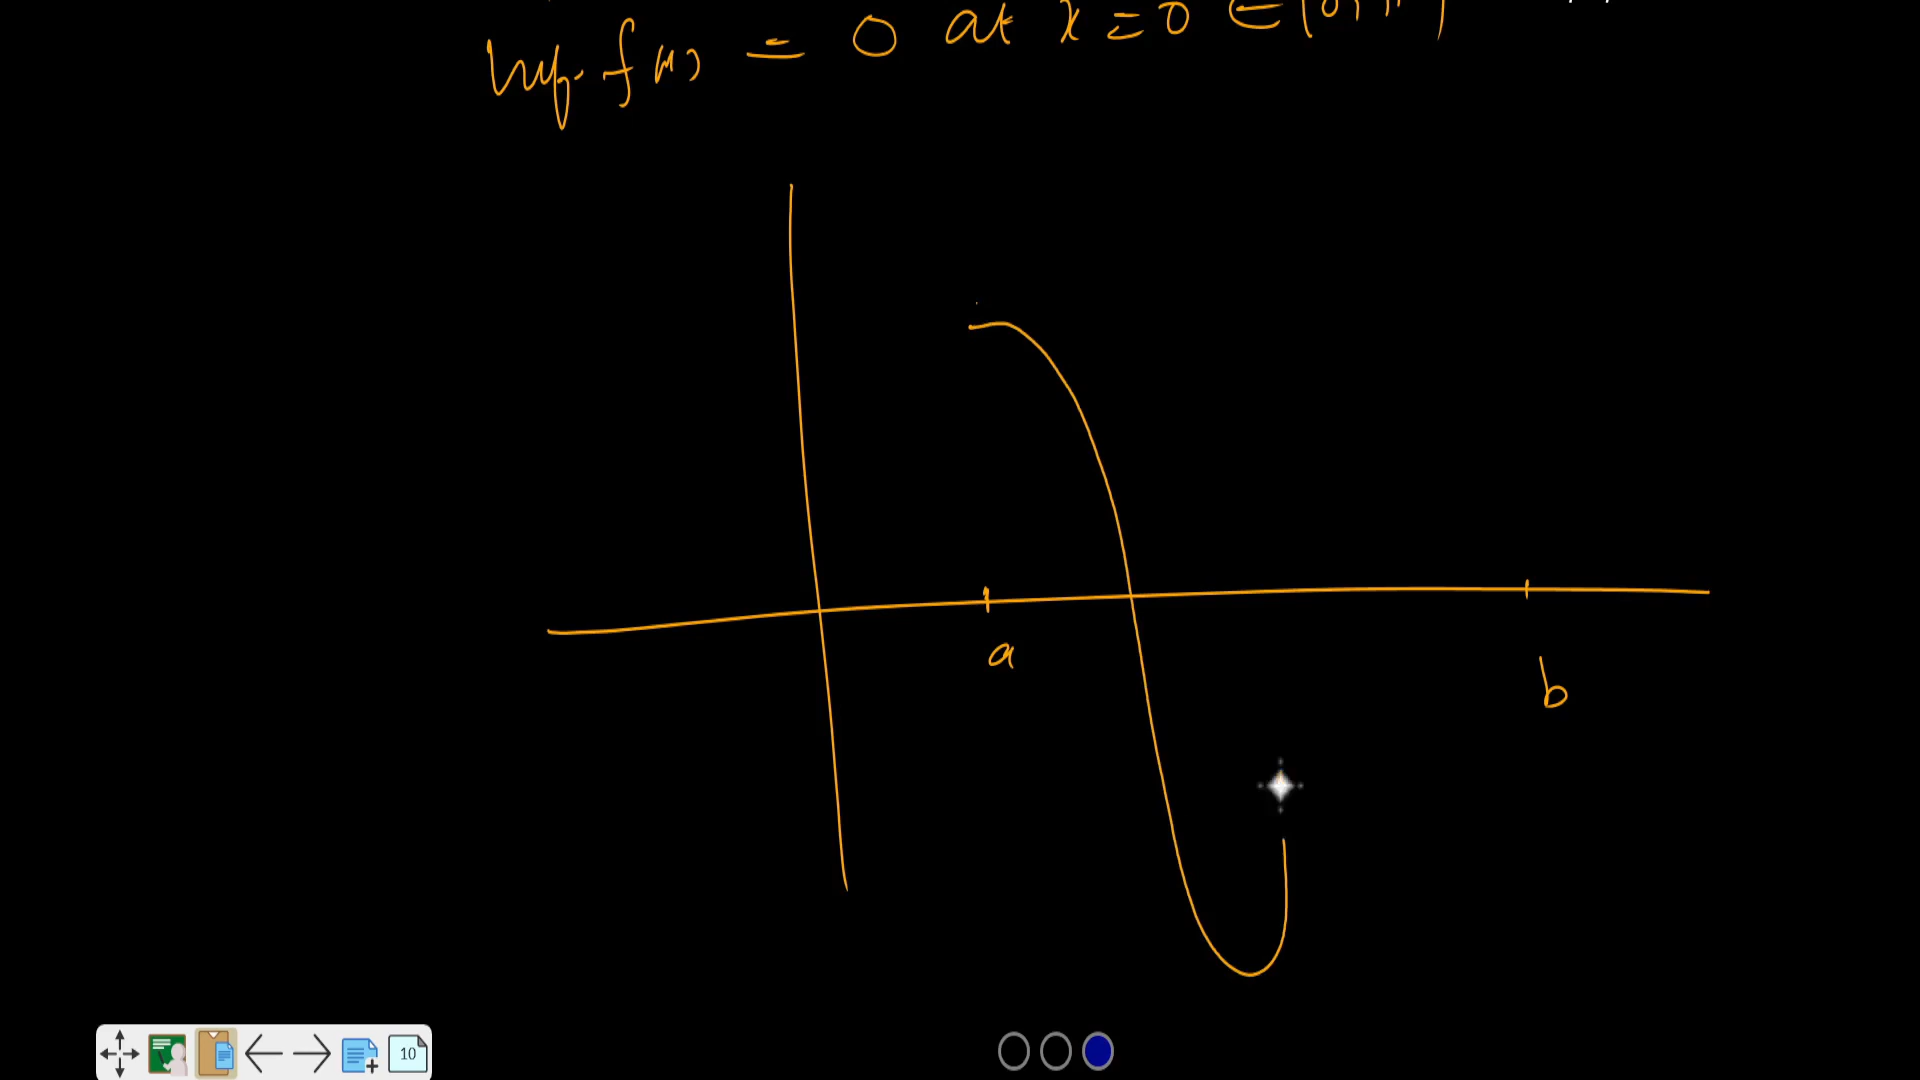 inf. f(x) = 0 at x = 0 ∈
a
b
10